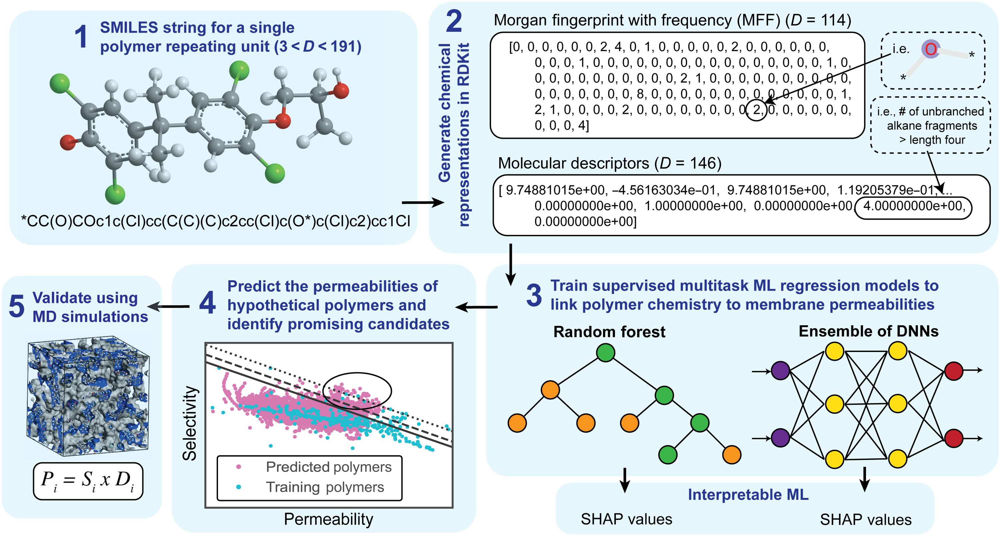 1
SMILES string for a single
polymer repeating unit (3 < D < 191)
*CC(O)COc1c(Cl)cc(C(C)(C)c2cc(Cl)c(O*)c(Cl)c2)cc1Cl
2
Generate chemical
representations in RDKit
Morgan fingerprint with frequency (MFF) (D = 114)
[0, 0, 0, 0, 0, 0, 2, 4, 0, 1, 0, 0, 0, 0, 0, 2, 0, 0, 0, 0, 0, 0,
0, 0, 0, 1, 0, 0, 0, 0, 0, 0, 0, 0, 0, 0, 0, 0, 0, 0, 0, 0, 1, 0,
0, 0, 0, 0, 0, 0, 0, 0, 0, 0, 2, 1, 0, 0, 0, 0, 0, 0, 0, 0, 0, 0,
0, 0, 0, 0, 0, 0, 0, 8, 0, 0, 0, 0, 0, 0, 0, 0, 0, 0, 0, 0, 0, 1,
2, 1, 0, 0, 0, 0, 2, 0, 0, 0, 0, 0, 0, 0, 0, 2, 0, 0, 0, 0, 0, 0,
0, 0, 0, 4]
i.e.
O
*
*
i.e., # of unbranched
alkane fragments
> length four
Molecular descriptors (D = 146)
[ 9.74881015e+00, –4.56163034e–01, 9.74881015e+00, 1.19205379e–01, ...
0.00000000e+00, 1.00000000e+00, 0.00000000e+00, 4.00000000e+00,
0.00000000e+00]
3
Train supervised multitask ML regression models to
link polymer chemistry to membrane permeabilities
Random forest
Ensemble of DNNs
Interpretable ML
SHAP values
SHAP values
4
Predict the permeabilities of
hypothetical polymers and
identify promising candidates
Selectivity
Predicted polymers
Training polymers
Permeability
5
Validate using
MD simulations
Pi = Si x Di